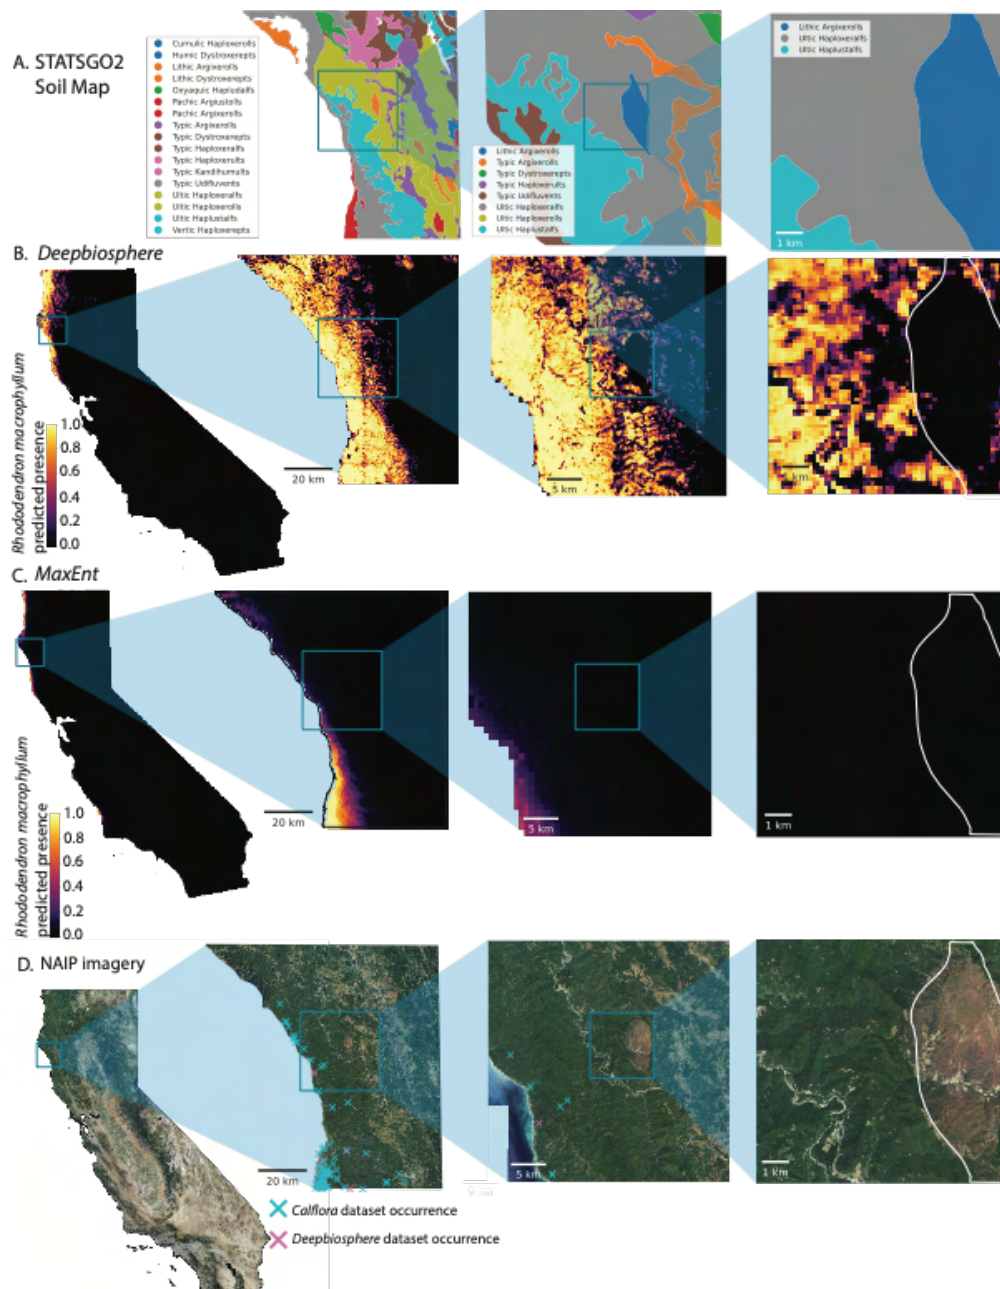 A. STATSGO2
Soil Map
Cumulic Haploxerolls
Humic Dystroxerepts
Lithic Argixerolls
Lithic Dystroxerepts
Oxyaquic Hapludalfs
Pachic Argiustolls
Pachic Argixerolls
Typic Argixerolls
Typic Dystroxerepts
Typic Haploxeralfs
Typic Haploxerults
Typic Kandihumults
Typic Udifluvents
Ultic Haploxeralfs
Ultic Haploxerolls
Ultic Haplustalfs
Vertic Haploxerepts
Lithic Argixerolls
Typic Argixerolls
Typic Dystroxerepts
Typic Haploxerults
Typic Udifluvents
Ultic Haploxeralfs
Ultic Haploxerolls
Ultic Haplustalfs
Lithic Argixerolls
Ultic Haploxeralfs
Ultic Haplustalfs
1 km
B. Deepbiosphere
Rhododendron macrophyllum
predicted presence
1.0
0.8
0.6
0.4
0.2
0.0
20 km
5 km
km
C. MaxEnt
Rhododendron macrophyllum
predicted presence
1.0
0.8
0.6
0.4
0.2
0.0
20 km
5 km
1 km
D. NAIP imagery
20 km
5 km
1 km
Calflora dataset occurrence
Deepbiosphere dataset occurrence